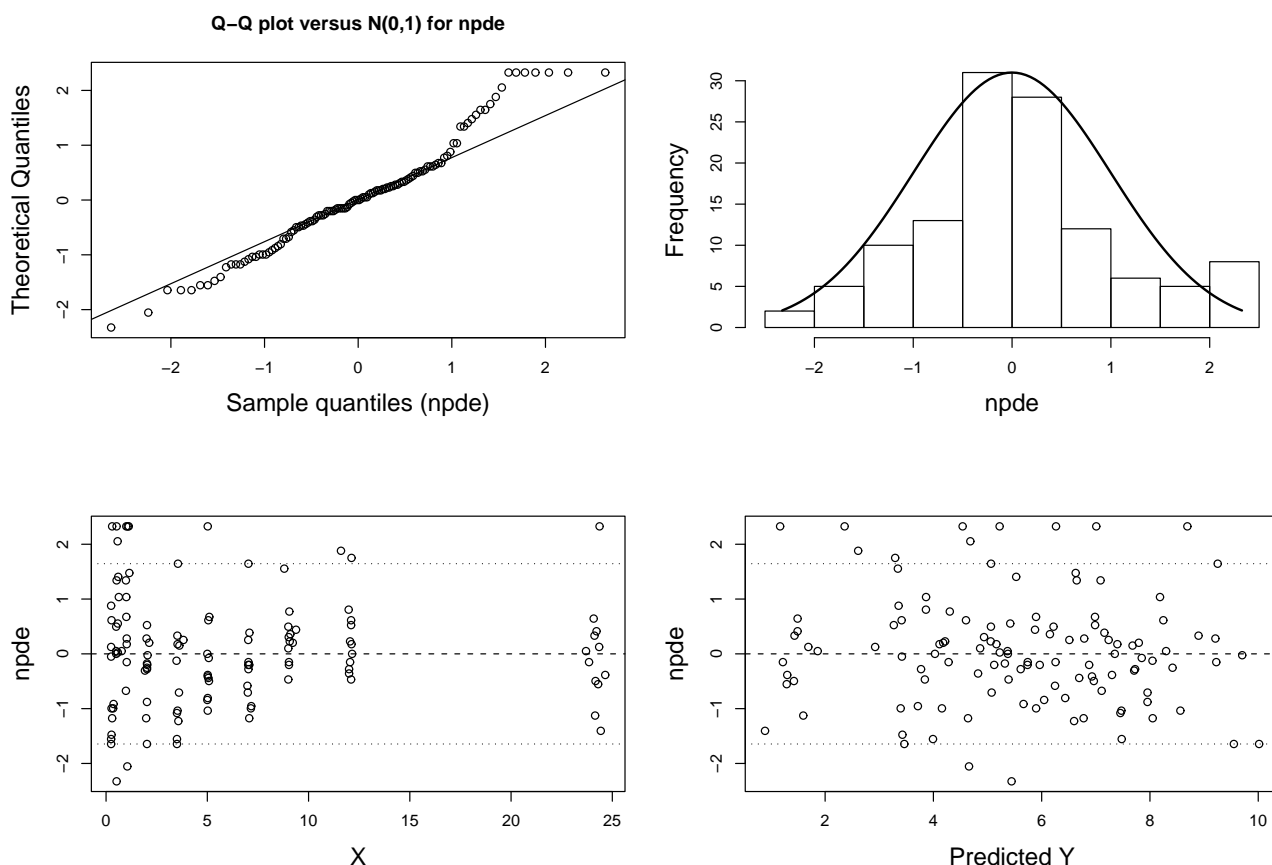 Q−Q plot versus N(0,1) for npde
Theoretical Quantiles
2
1
0
−1
−2
−2 −1 0 1 2
Sample quantiles (npde)
Frequency
30
25
20
15
10
5
0
−2 −1 0 1 2
npde
npde
2
1
0
−1
−2
0 5 10 15 20 25
X
npde
2
1
0
−1
−2
2 4 6 8 10
Predicted Y